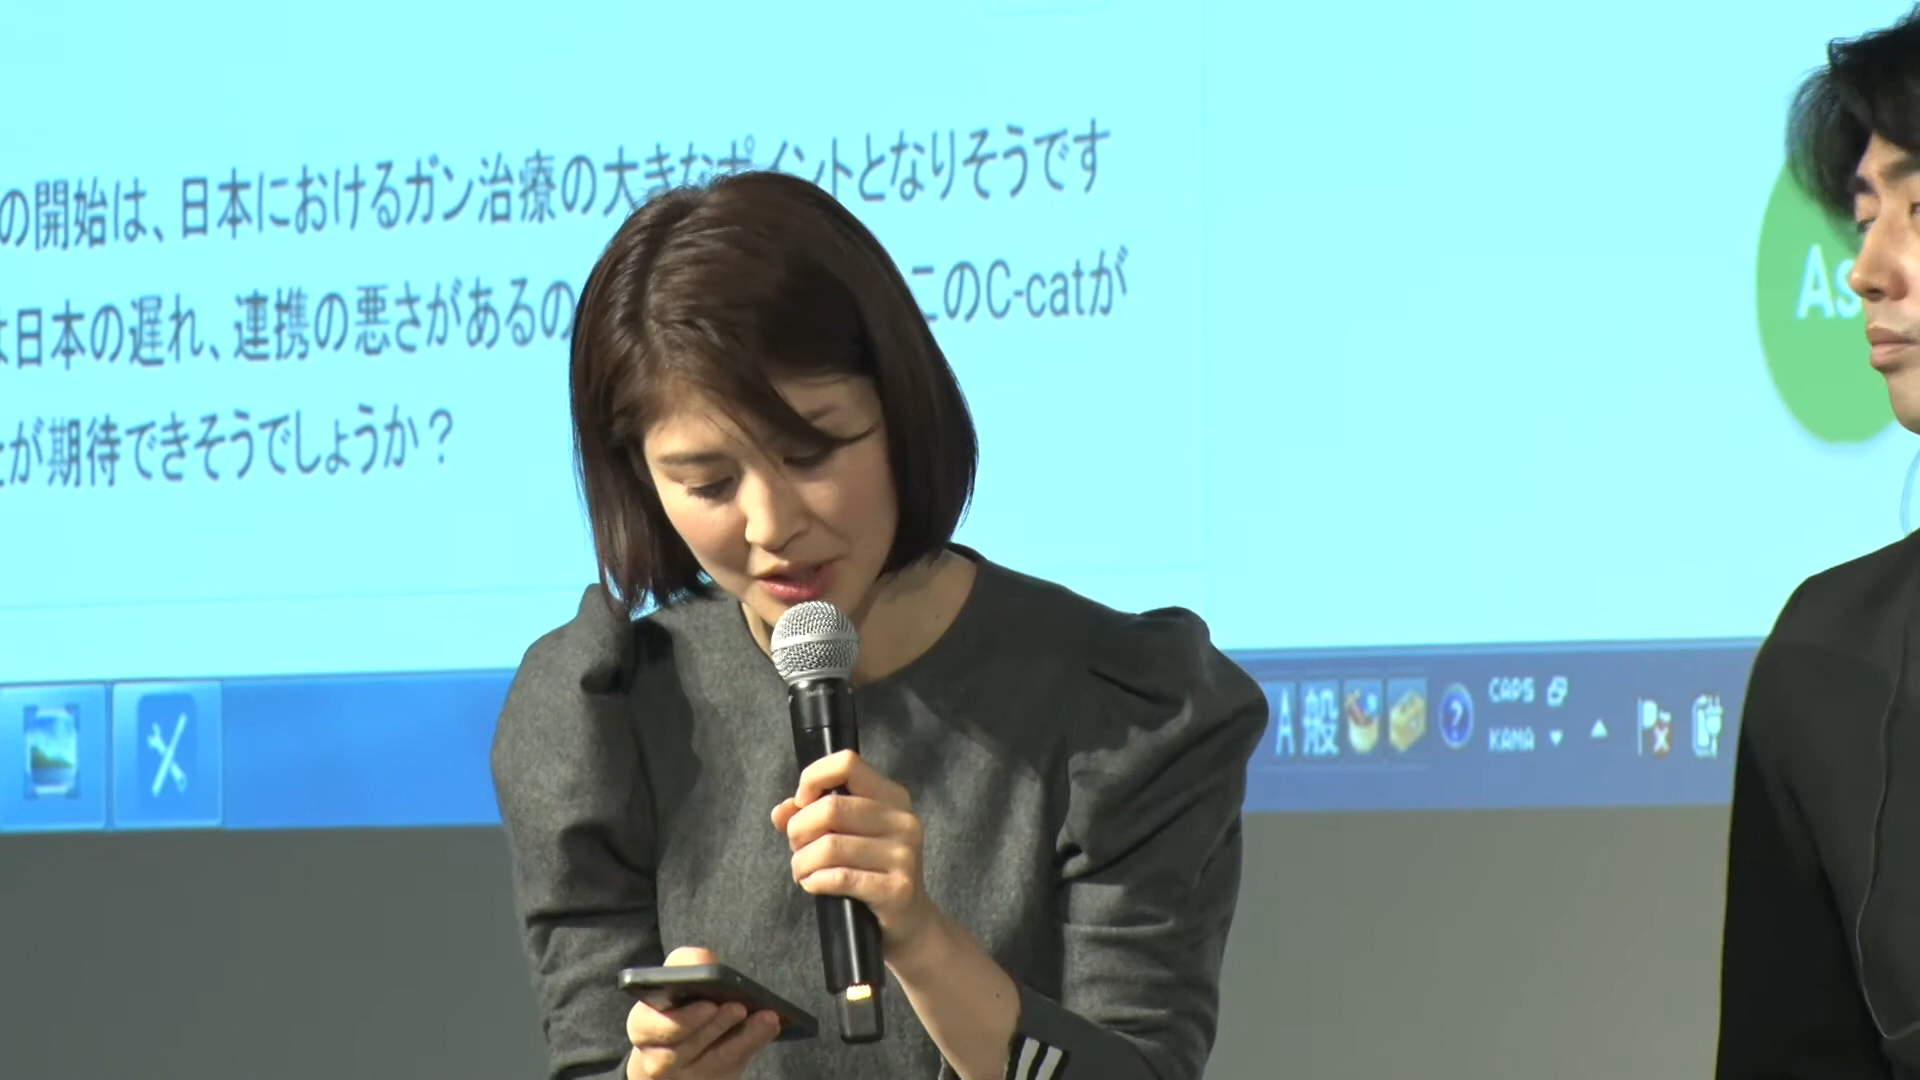 の開始は、日本におけるガン治療の大きなポイントとなりそうです
は日本の遅れ、連携の悪さがあるの
このC-catが
が期待できそうでしょうか？
As
A 般
CAPS
KANA
?